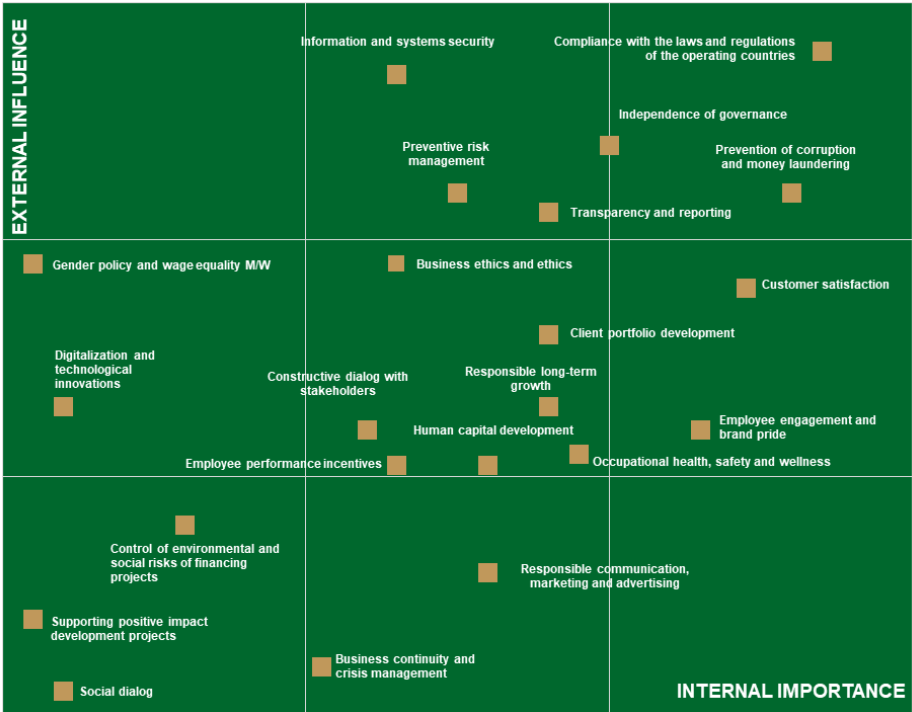 EXTERNAL INFLUENCE
Information and systems security
Compliance with the laws and regulations
of the operating countries
Independence of governance
Preventive risk
management
Prevention of corruption
and money laundering
Transparency and reporting
Gender policy and wage equality M/W
Business ethics and ethics
Customer satisfaction
Client portfolio development
Digitalization and
technological
innovations
Constructive dialog with
stakeholders
Responsible long-term
growth
Human capital development
Employee engagement and
brand pride
Employee performance incentives
Occupational health, safety and wellness
Control of environmental and
social risks of financing
projects
Responsible communication,
marketing and advertising
Supporting positive impact
development projects
Business continuity and
crisis management
Social dialog
INTERNAL IMPORTANCE